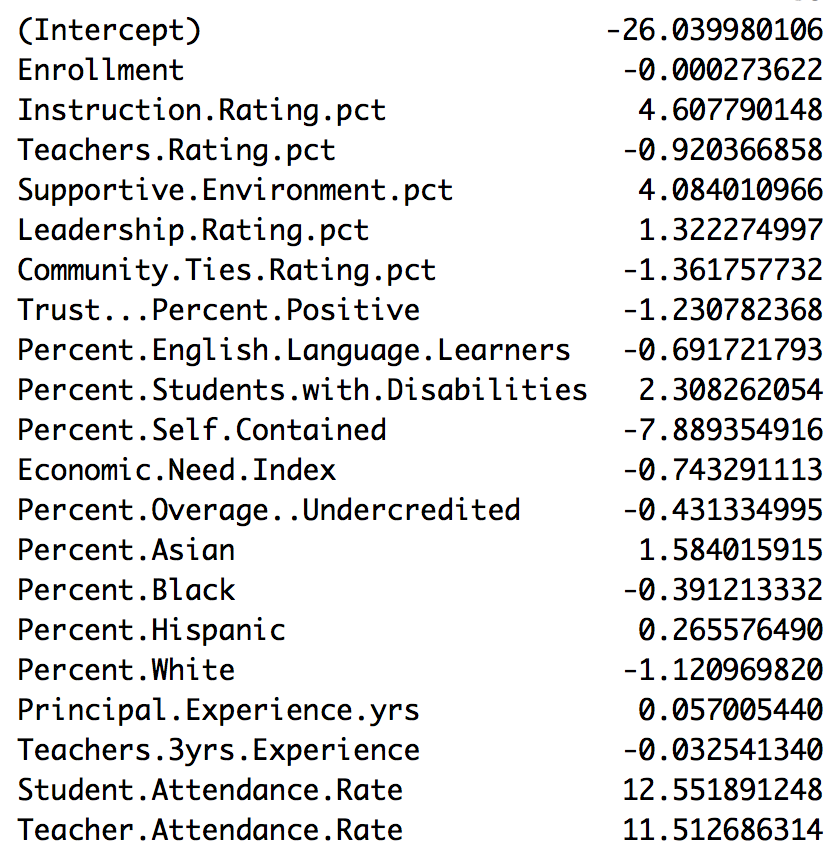 (Intercept) -26.039980106
Enrollment -0.000273622
Instruction.Rating.pct 4.607790148
Teachers.Rating.pct -0.920366858
Supportive.Environment.pct 4.084010966
Leadership.Rating.pct 1.322274997
Community.Ties.Rating.pct -1.361757732
Trust...Percent.Positive -1.230782368
Percent.English.Language.Learners -0.691721793
Percent.Students.with.Disabilities 2.308262054
Percent.Self.Contained -7.889354916
Economic.Need.Index -0.743291113
Percent.Overage..Undercredited -0.431334995
Percent.Asian 1.584015915
Percent.Black -0.391213332
Percent.Hispanic 0.265576490
Percent.White -1.120969820
Principal.Experience.yrs 0.057005440
Teachers.3yrs.Experience -0.032541340
Student.Attendance.Rate 12.551891248
Teacher.Attendance.Rate 11.512686314